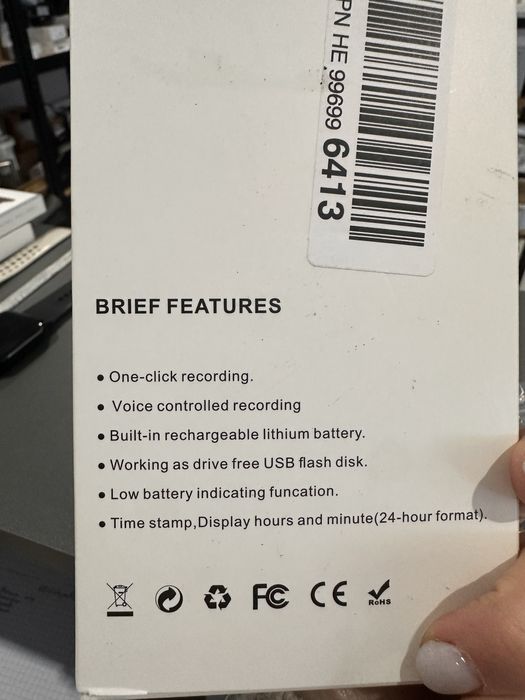 PN HE 99699 6413
BRIEF FEATURES
• One-click recording.
• Voice controlled recording
• Built-in rechargeable lithium battery.
• Working as drive free USB flash disk.
• Low battery indicating funcation.
• Time stamp,Display hours and minute(24-hour format).
FC CE RoHS